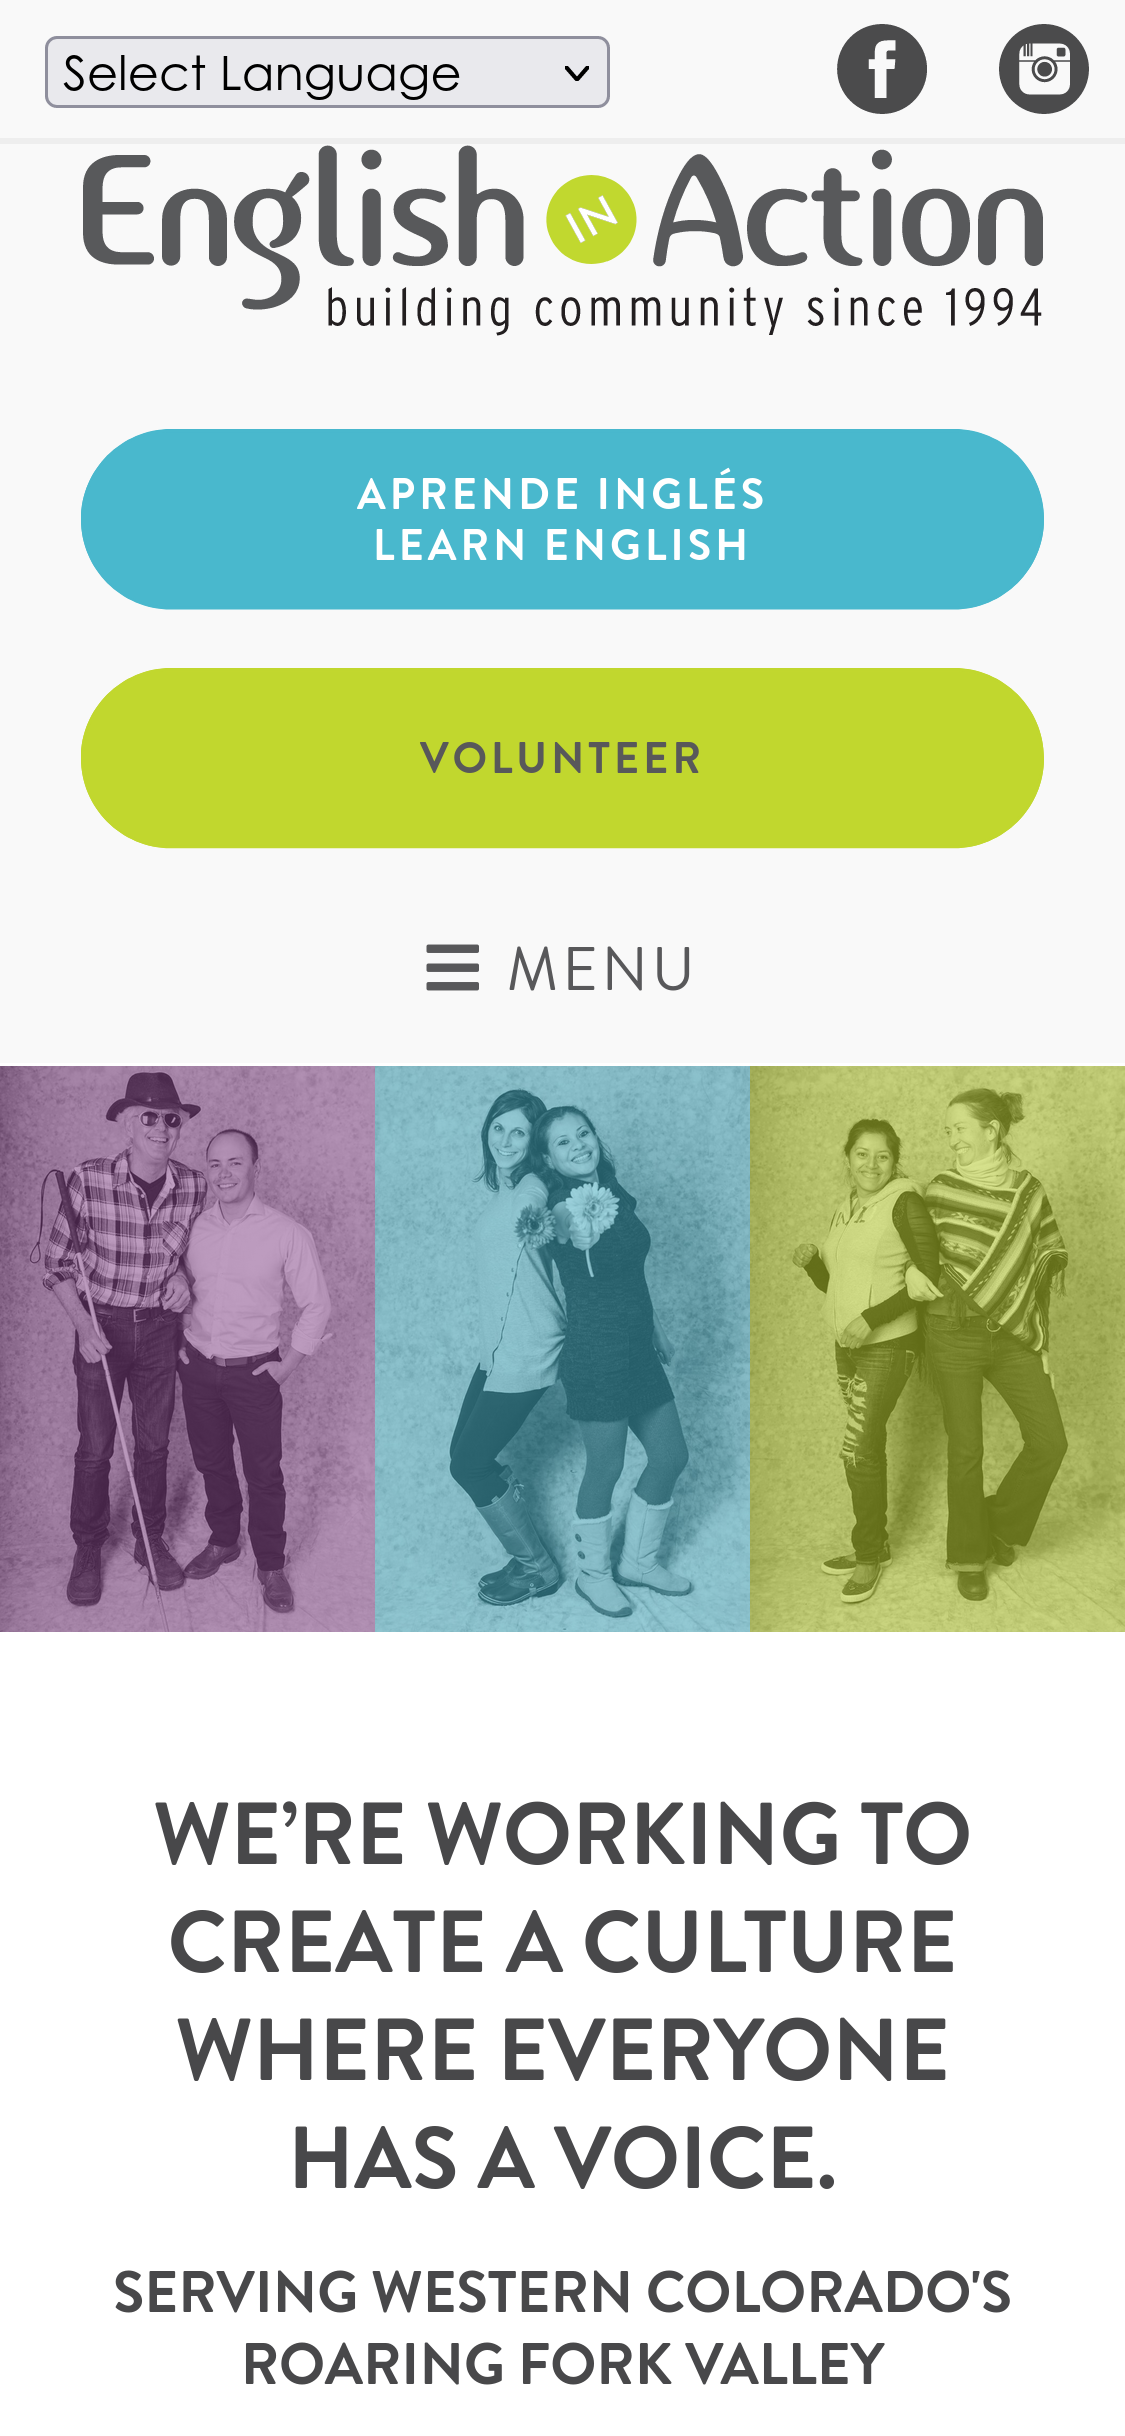 Select Language
English IN Action
building community since 1994
APRENDE INGLÉS
LEARN ENGLISH
VOLUNTEER
MENU
WE’RE WORKING TO
CREATE A CULTURE
WHERE EVERYONE
HAS A VOICE.
SERVING WESTERN COLORADO'S
ROARING FORK VALLEY